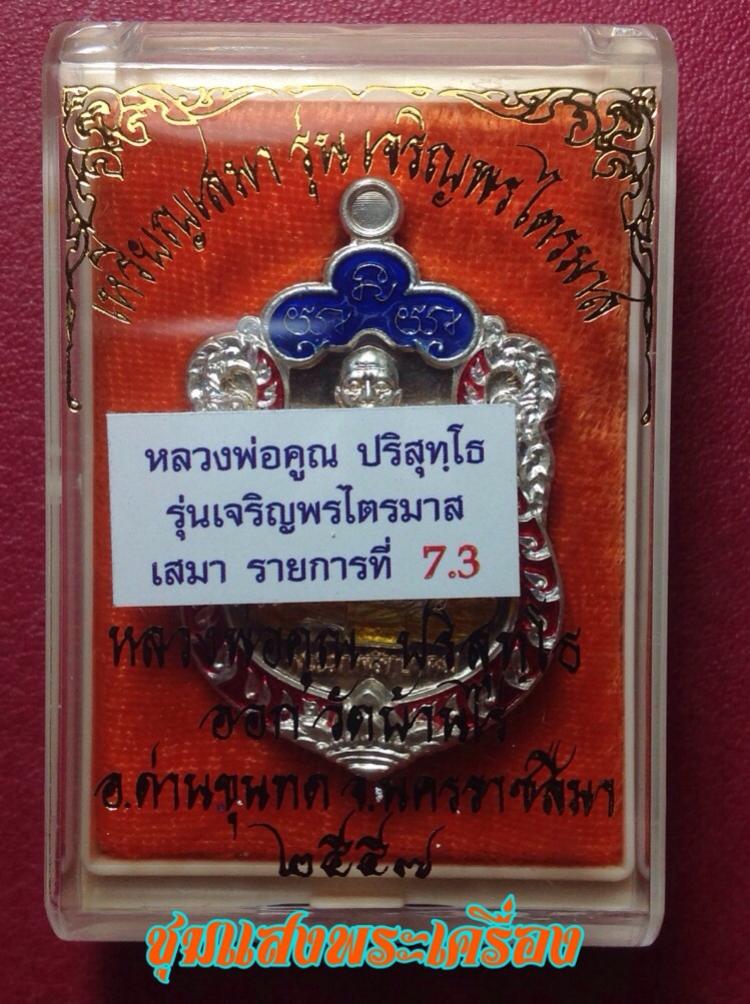 เหรียญเสมา รุ่น เจริญพรไตรมาส
หลวงพ่อคูณ ปริสุทฺโธ
รุ่นเจริญพรไตรมาส
เสมา รายการที่ 7.3
หลวงพ่อคูณ ปริสุทฺโธ
ออก วัดบ้านไร่
อ.ด่านขุนทด จ.นครราชสีมา
๒๕๕๗
ชุมแสงพระเครื่อง